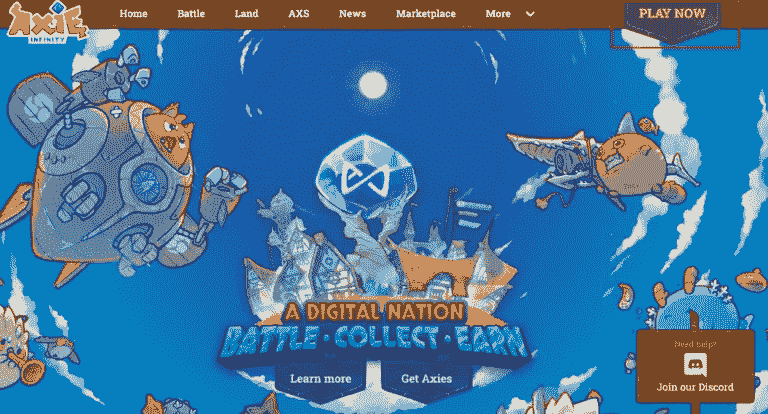 AXIE
INFINITY
Home Battle Land AXS News Marketplace More PLAY NOW
A DIGITAL NATION
BATTLE · COLLECT · EARN
Learn more Get Axies
Need help?
Join our Discord